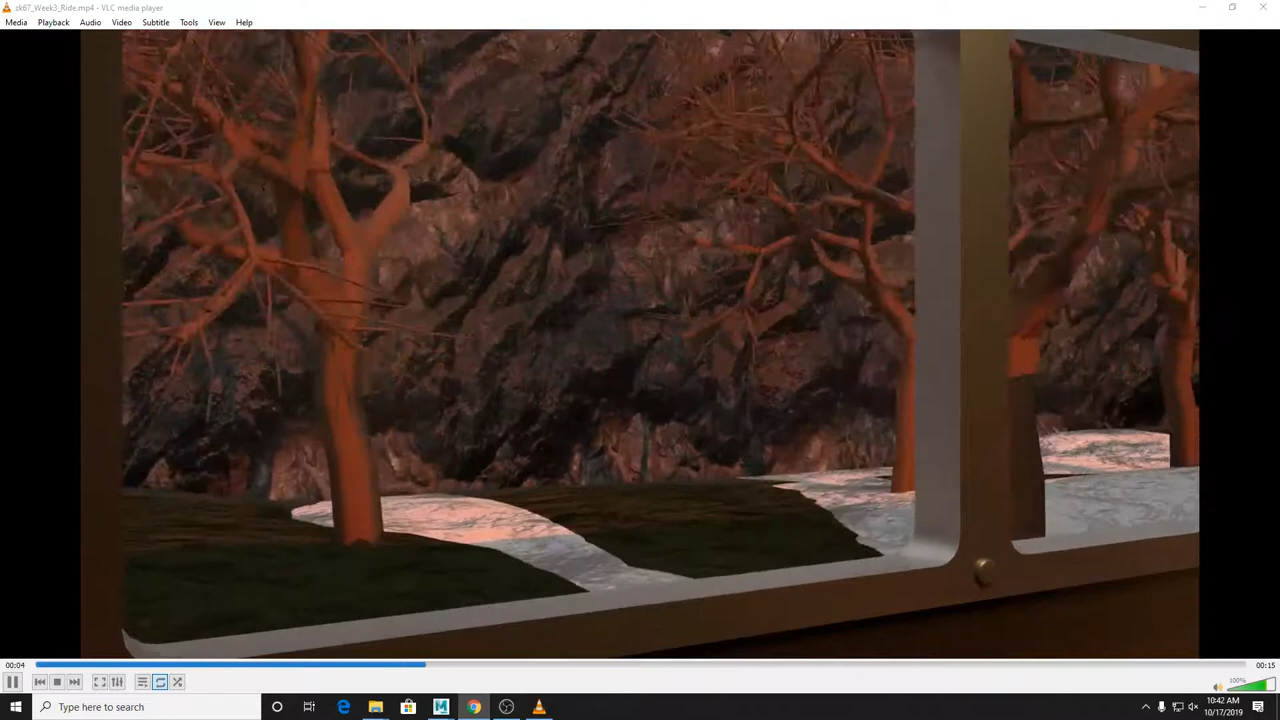 zk67_Week3_Ride.mp4 - VLC media player
Media Playback Audio Video Subtitle Tools View Help
00:04
00:15
100%
Type here to search
10:42 AM
10/17/2019